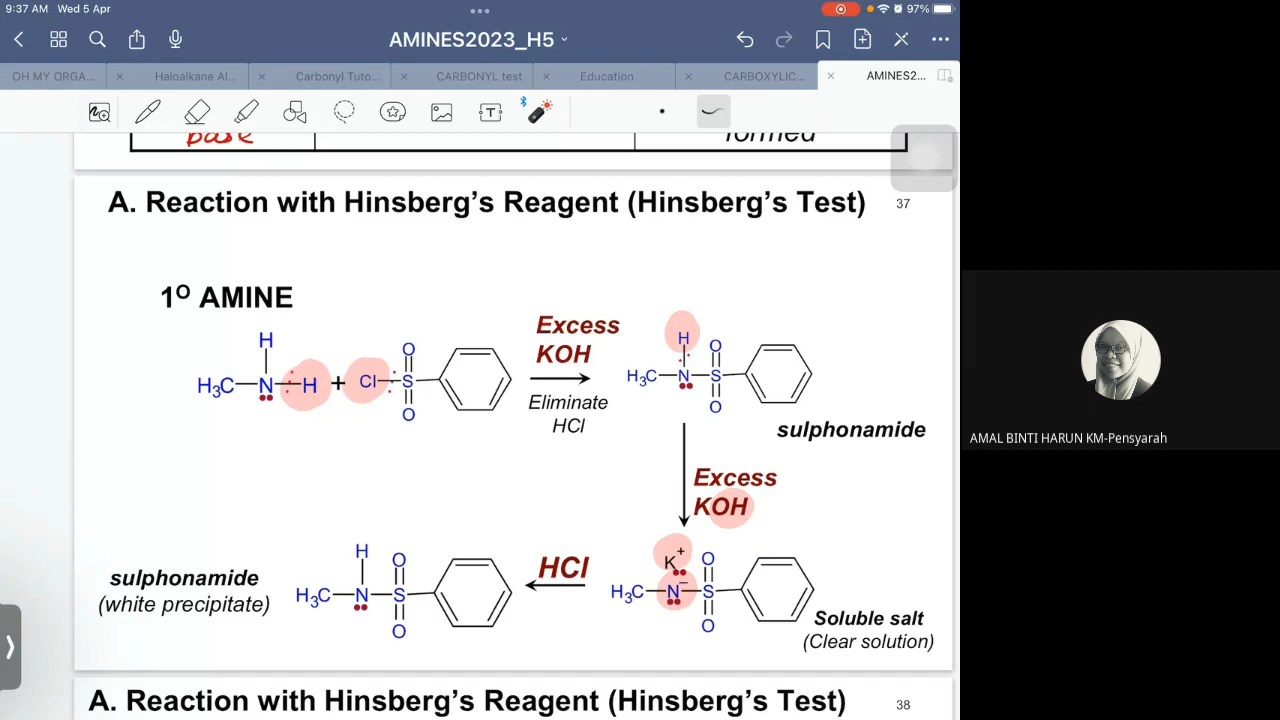 9:37 AM Wed 5 Apr
97%
AMINES2023_H5
OH MY ORGA...
Haloalkane Al...
Carbonyl Tuto...
CARBONYL test
Education
CARBOXYLIC...
AMINES2...
base
formed
A. Reaction with Hinsberg's Reagent (Hinsberg's Test)
37
1º AMINE
H
H₃C N H + Cl S O O
Excess
KOH
Eliminate
HCl
H
H₃C N S O O
sulphonamide
Excess
KOH
K⁺
H₃C N⁻ S O O
Soluble salt
(Clear solution)
HCl
H
H₃C N S O O
sulphonamide
(white precipitate)
AMAL BINTI HARUN KM-Pensyarah
A. Reaction with Hinsberg's Reagent (Hinsberg's Test)
38